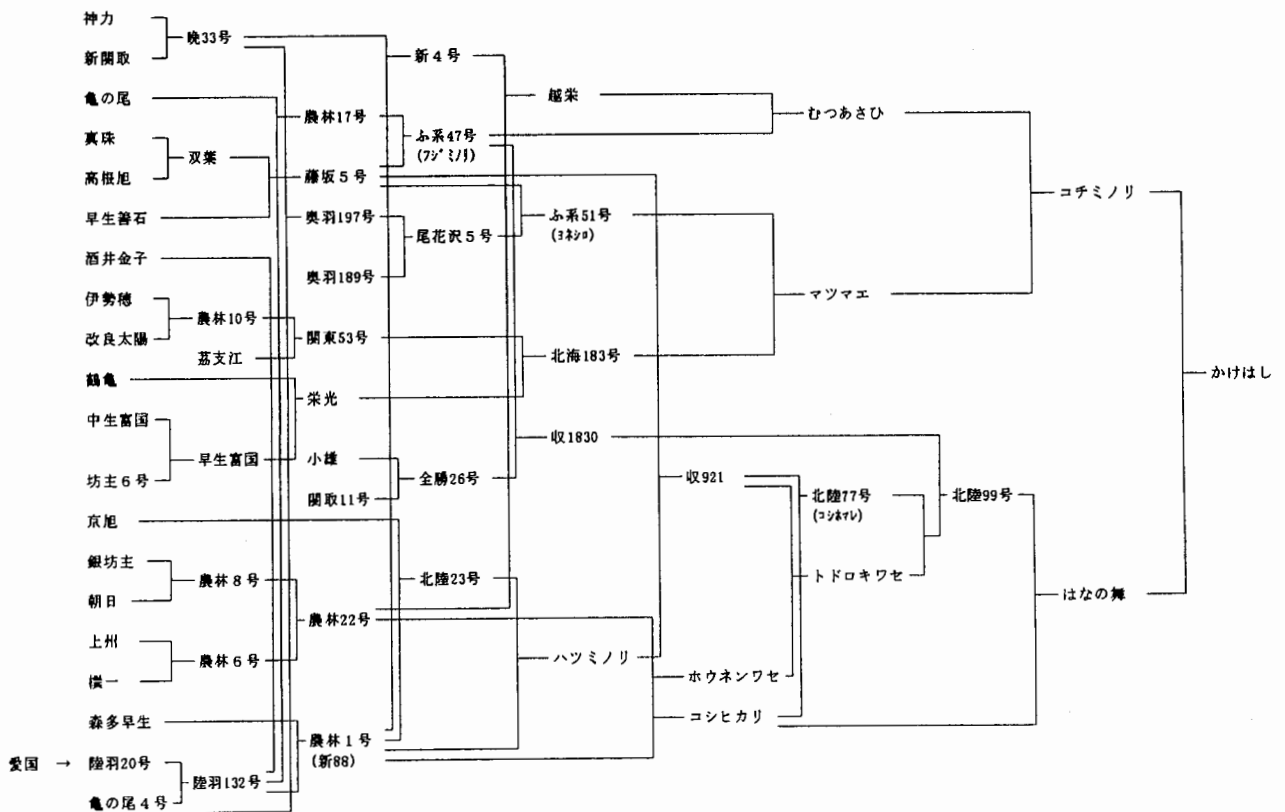 神力
晩33号
新関取
新4号
亀の尾
越栄
農林17号
むつあさひ
真珠
双葉
ふ系47号
(フジミノリ)
高根旭
藤坂5号
コチミノリ
早生善石
奥羽197号
ふ系51号
(ヨネシロ)
尾花沢5号
酒井金子
奥羽189号
伊勢穂
マツマエ
農林10号
改良太陽
関東53号
茘支江
北海183号
鶴亀
かけはし
栄光
中生富国
収1830
早生富国
小雄
坊主6号
全勝26号
収921
関取11号
北陸77号
(コシホマレ)
北陸99号
京旭
銀坊主
農林8号
北陸23号
トドロキワセ
朝日
はなの舞
農林22号
上州
農林6号
ハツミノリ
撰一
ホウネンワセ
コシヒカリ
森多早生
農林1号
(新88)
愛国 → 陸羽20号
陸羽132号
亀の尾4号